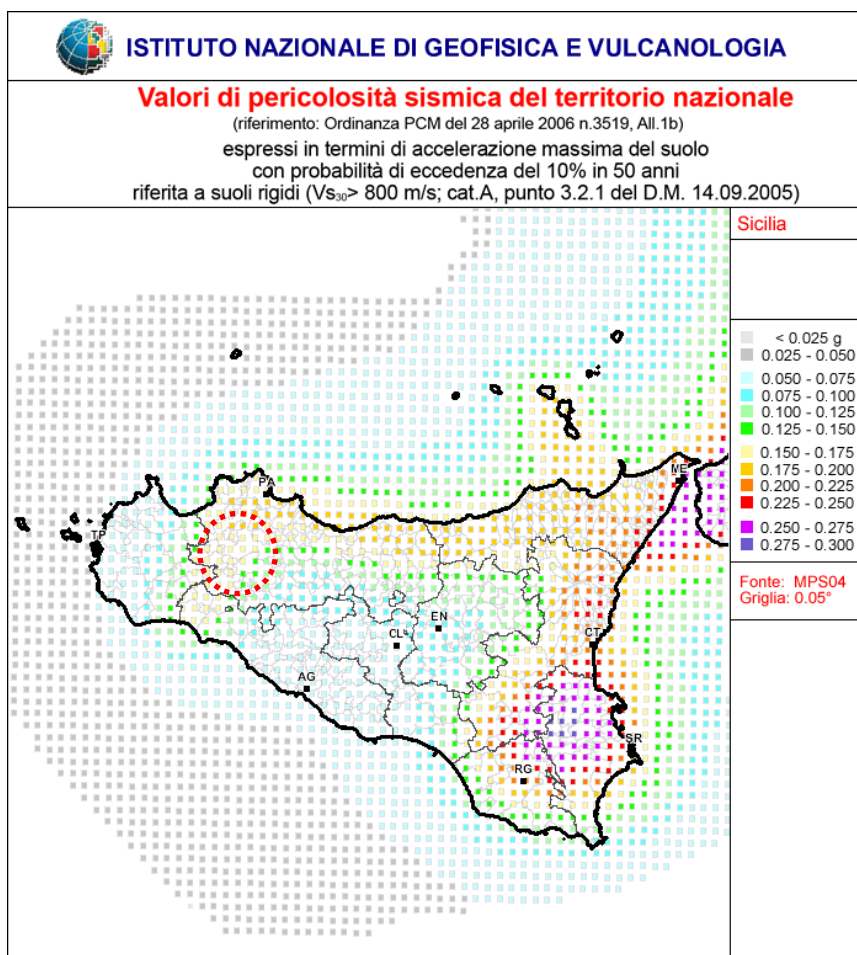 ISTITUTO NAZIONALE DI GEOFISICA E VULCANOLOGIA
Valori di pericolosità sismica del territorio nazionale
(riferimento: Ordinanza PCM del 28 aprile 2006 n.3519, All.1b)
espressi in termini di accelerazione massima del suolo
con probabilità di eccedenza del 10% in 50 anni
riferita a suoli rigidi (Vs₃₀> 800 m/s; cat.A, punto 3.2.1 del D.M. 14.09.2005)
Sicilia
< 0.025 g
0.025 - 0.050
0.050 - 0.075
0.075 - 0.100
0.100 - 0.125
0.125 - 0.150
0.150 - 0.175
0.175 - 0.200
0.200 - 0.225
0.225 - 0.250
0.250 - 0.275
0.275 - 0.300
Fonte: MPS04
Griglia: 0.05°
ME
PA
TP
EN
CL
CT
AG
SR
RG